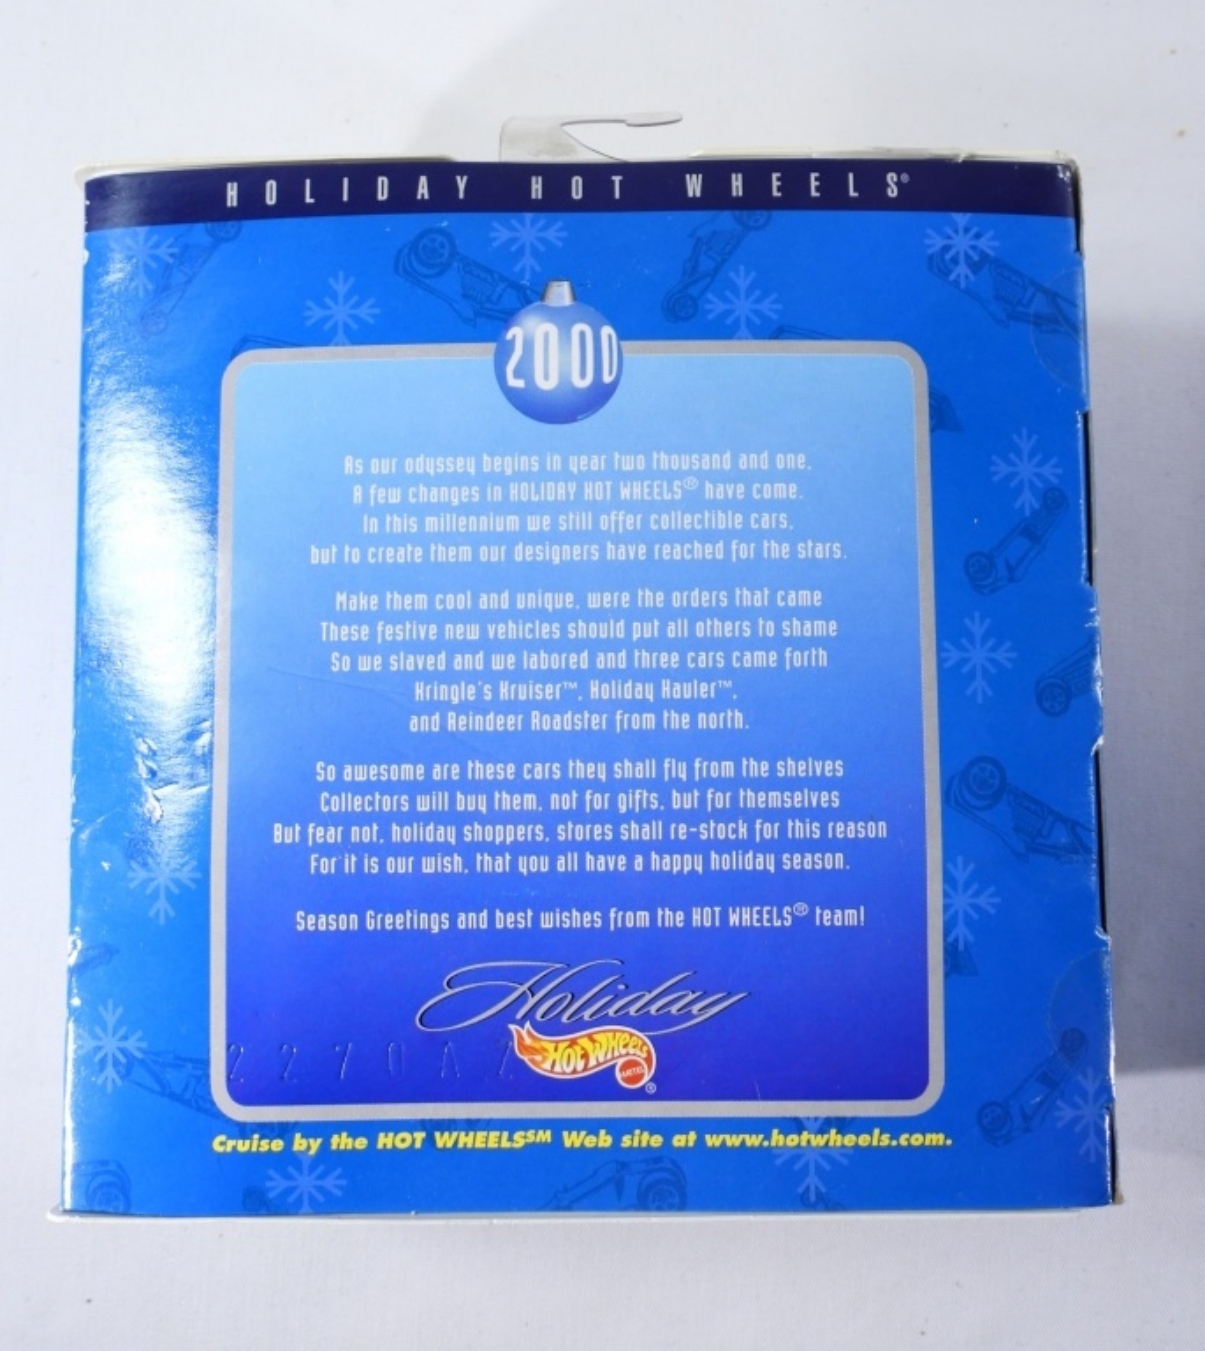 HOLIDAY HOT WHEELS®
2000
As our odyssey begins in year two thousand and one,
A few changes in HOLIDAY HOT WHEELS® have come.
In this millennium we still offer collectible cars,
but to create them our designers have reached for the stars.
Make them cool and unique, were the orders that came
These festive new vehicles should put all others to shame
So we slaved and we labored and three cars came forth
Kringle's Kruiser™, Holiday Hauler™,
and Reindeer Roadster from the north.
So awesome are these cars they shall fly from the shelves
Collectors will buy them, not for gifts, but for themselves
But fear not, holiday shoppers, stores shall re-stock for this reason
For it is our wish, that you all have a happy holiday season.
Season Greetings and best wishes from the HOT WHEELS® team!
Holiday
Hot Wheels
MATTEL
®
2270A
Cruise by the HOT WHEELS℠ Web site at www.hotwheels.com.